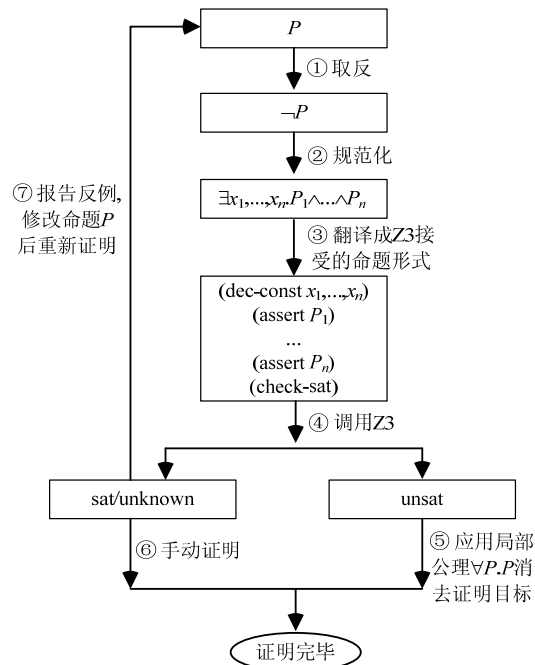 P
① 取反
¬P
② 规范化
∃x₁,...,xₙ.P₁∧...∧Pₙ
③ 翻译成Z3接
受的命题形式
(dec-const x₁,...,xₙ)
(assert P₁)
...
(assert Pₙ)
(check-sat)
④ 调用Z3
⑦ 报告反例,
修改命题P
后重新证明
sat/unknown
unsat
⑥ 手动证明
⑤ 应用局部
公理∀P.P消
去证明目标
证明完毕